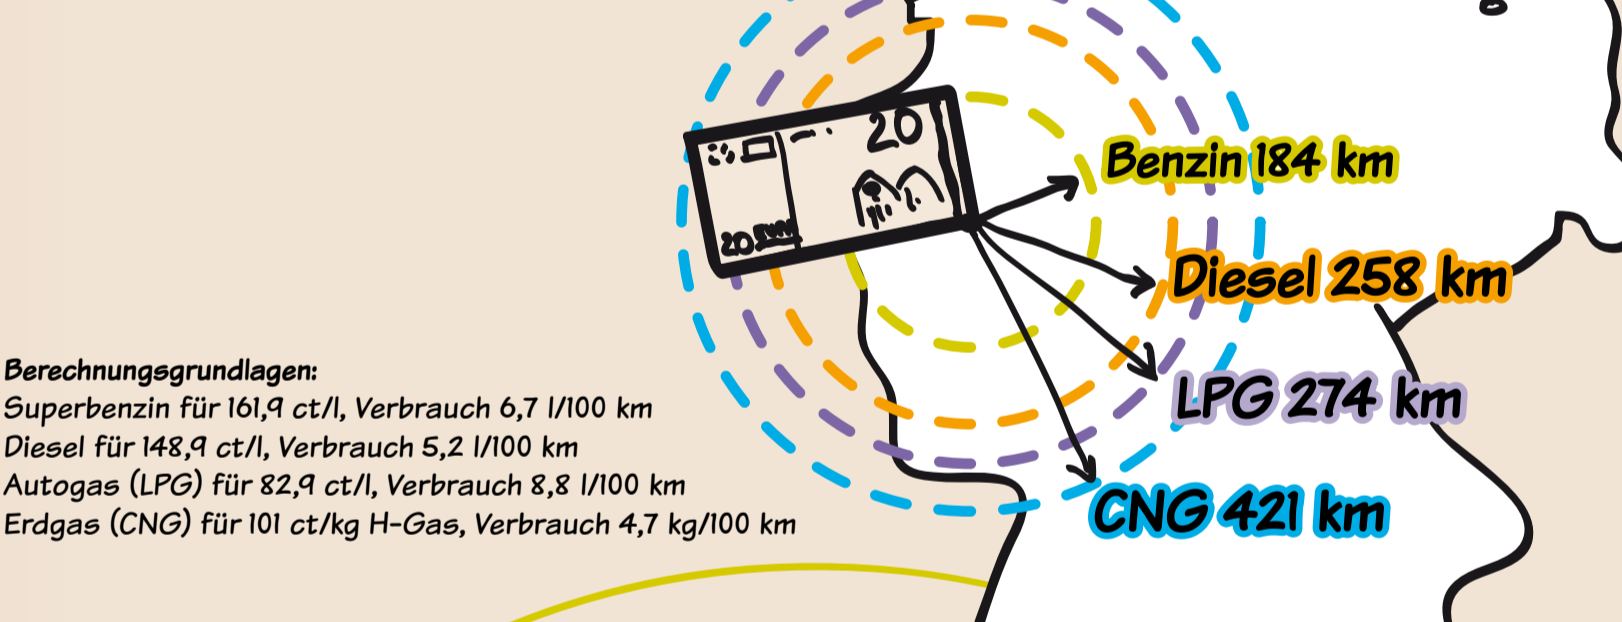 20
20 EURO
Benzin 184 km
Diesel 258 km
LPG 274 km
CNG 421 km
Berechnungsgrundlagen:
Superbenzin für 161,9 ct/l, Verbrauch 6,7 l/100 km
Diesel für 148,9 ct/l, Verbrauch 5,2 l/100 km
Autogas (LPG) für 82,9 ct/l, Verbrauch 8,8 l/100 km
Erdgas (CNG) für 101 ct/kg H-Gas, Verbrauch 4,7 kg/100 km